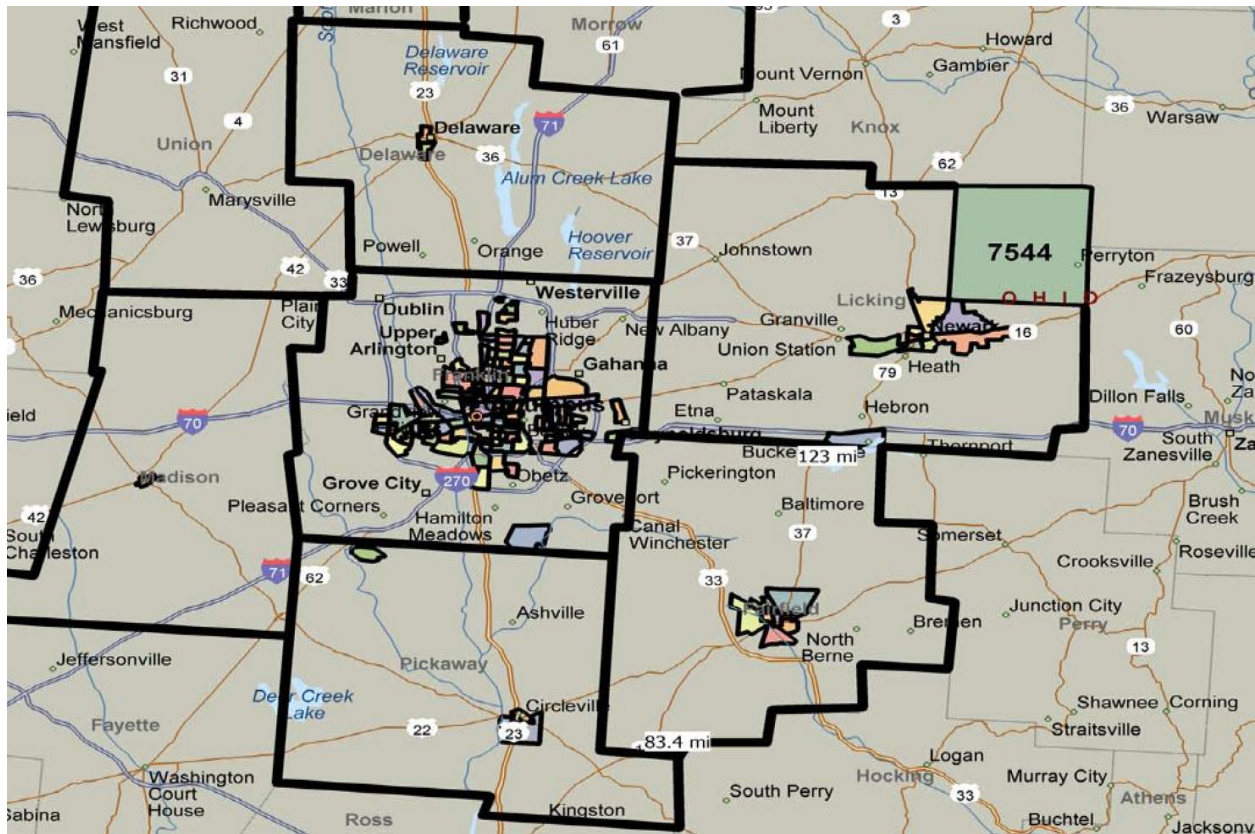 Marion
Richwood
West
Mansfield
Morrow
61
3
Howard
Gambier
Mount Vernon
Delaware
Reservoir
31
23
Mount
Liberty
36
Warsaw
4
Delaware
71
Knox
Union
Delaware
36
62
Alum Creek Lake
Marysville
13
North
Lewisburg
Powell
Orange
Hoover
Reservoir
37
Johnstown
7544
Perryton
42
33
Frazeysburg
36
Westerville
Plain
City
Dublin
Licking
OHIO
Mechanicsburg
Huber
Ridge
New Albany
Granville
Newark
16
60
Upper
Arlington
Union Station
Gahanna
Franklin
79
Heath
Pataskala
Dillon Falls
70
Etna
Hebron
70
Thornport
South
Zanesville
123 mi
Pickerington
Madison
Grove City
270
Obetz
Baltimore
Brush
Creek
42
Pleasant Corners
Groveport
Hamilton
Meadows
Canal
Winchester
37
Somerset
South
Charleston
Roseville
Crooksville
71
62
33
Ashville
Fairfield
Junction City
Perry
North
Berne
Bremen
13
Jeffersonville
Pickaway
Deer Creek
Lake
Circleville
Shawnee
Corning
Straitsville
Fayette
22
23
83.4 mi
Logan
Washington
Court
House
Hocking
Murray City
South Perry
33
Athens
Sabina
Kingston
Ross
Buchtel